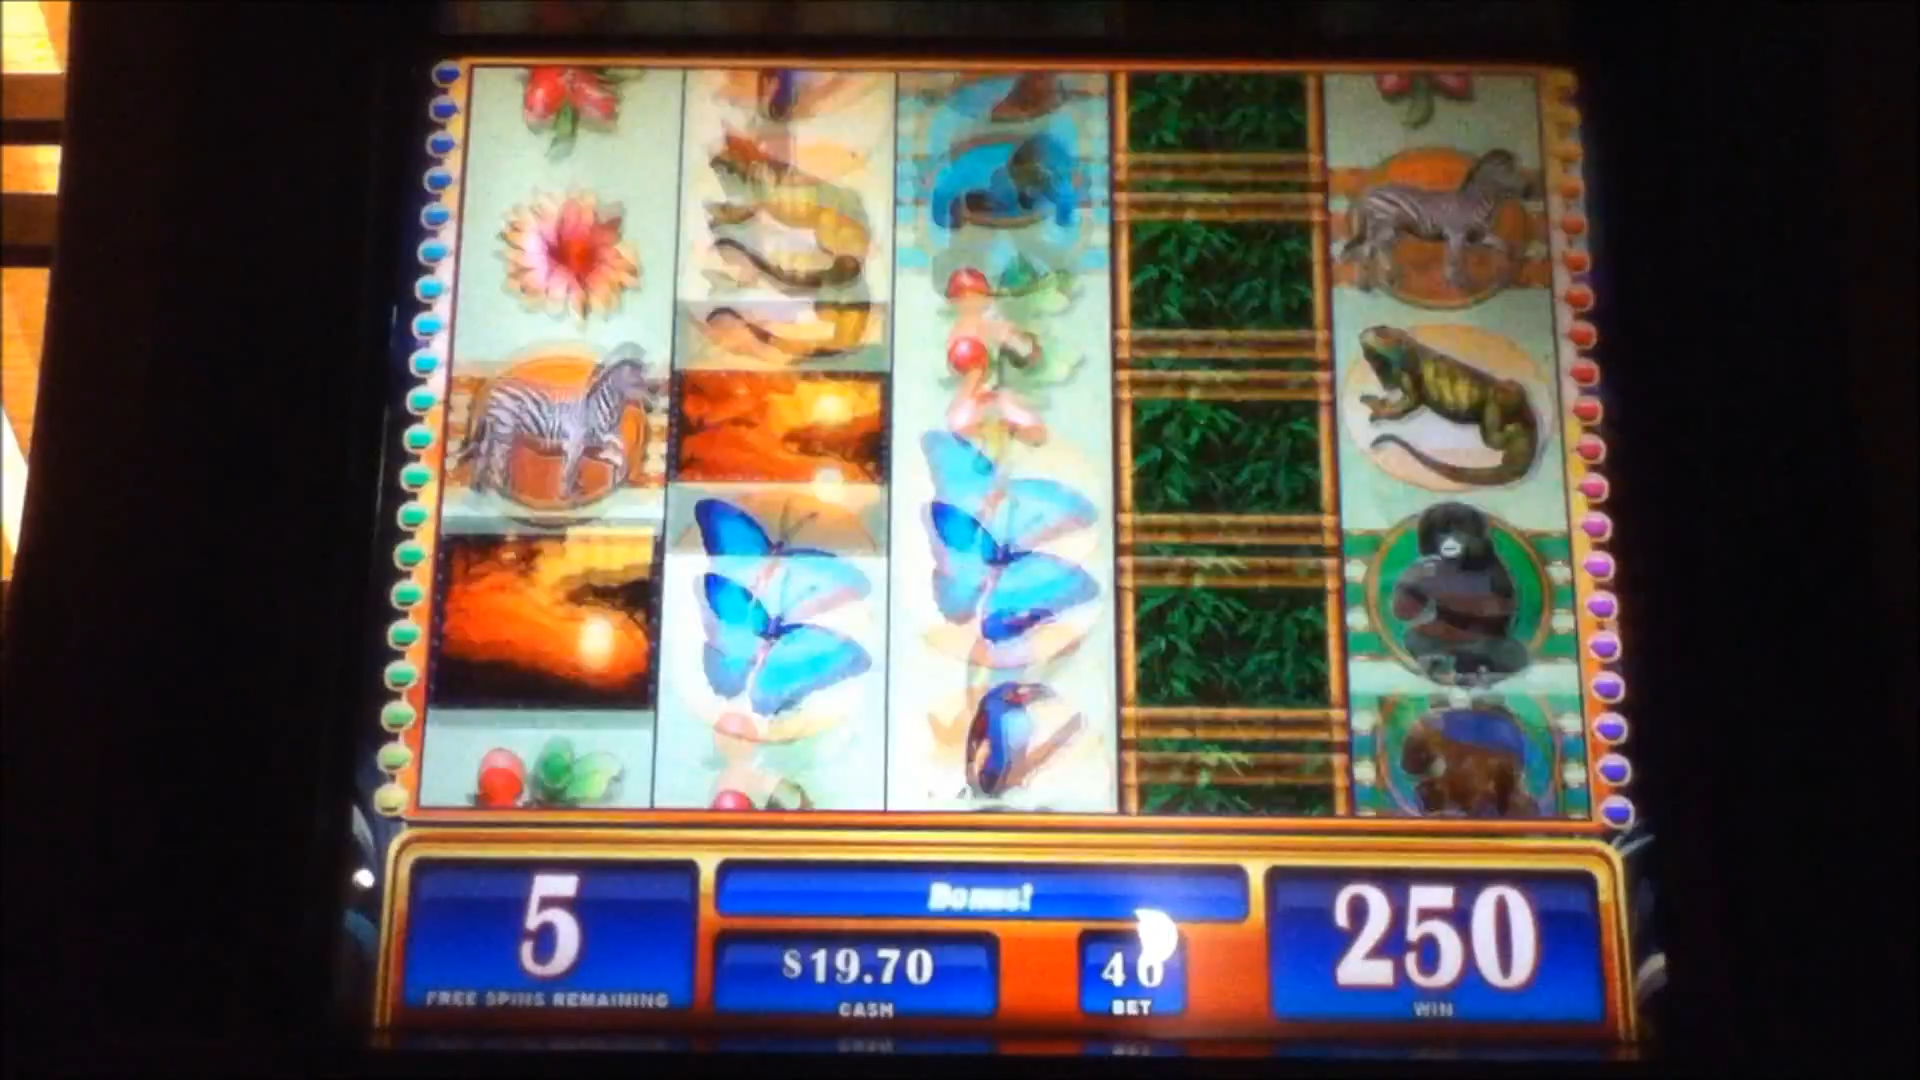 Bonus!
5
FREE SPINS REMAINING
$19.70
CASH
40
BET
250
WIN